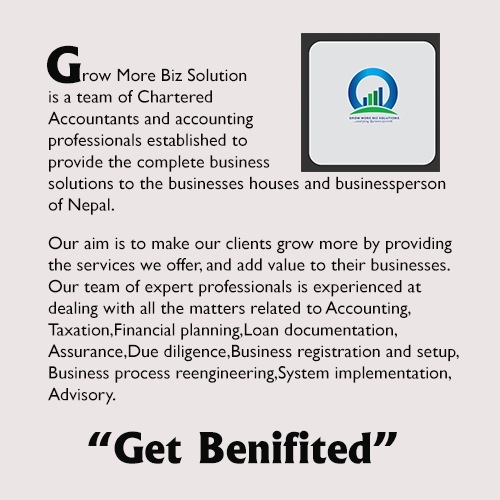 Grow More Biz Solution
is a team of Chartered
Accountants and accounting
professionals established to
provide the complete business
solutions to the businesses houses and businessperson
of Nepal.
GROW MORE BIZ SOLUTIONS
Our aim is to make our clients grow more by providing
the services we offer, and add value to their businesses.
Our team of expert professionals is experienced at
dealing with all the matters related to Accounting,
Taxation,Financial planning,Loan documentation,
Assurance,Due diligence,Business registration and setup,
Business process reengineering,System implementation,
Advisory.
“Get Benifited”